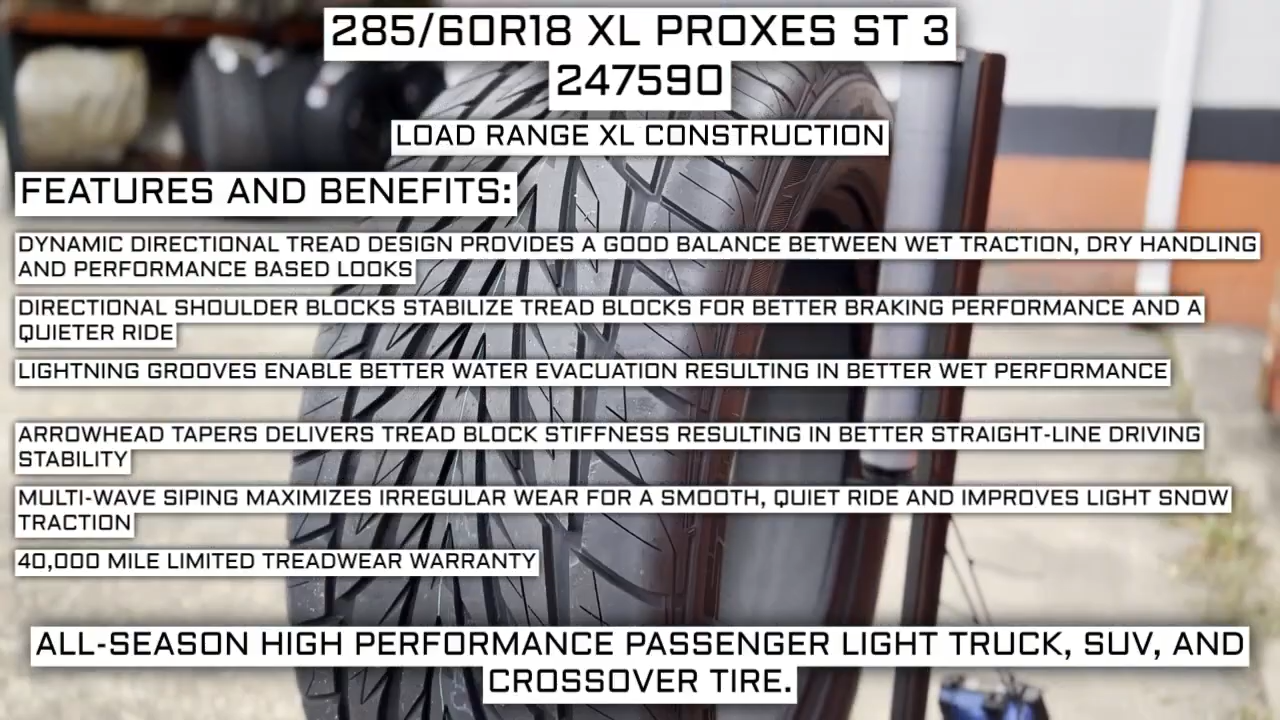 285/60R18 XL PROXES ST 3
247590
LOAD RANGE XL CONSTRUCTION
FEATURES AND BENEFITS:
DYNAMIC DIRECTIONAL TREAD DESIGN PROVIDES A GOOD BALANCE BETWEEN WET TRACTION, DRY HANDLING
AND PERFORMANCE BASED LOOKS
DIRECTIONAL SHOULDER BLOCKS STABILIZE TREAD BLOCKS FOR BETTER BRAKING PERFORMANCE AND A
QUIETER RIDE
LIGHTNING GROOVES ENABLE BETTER WATER EVACUATION RESULTING IN BETTER WET PERFORMANCE
ARROWHEAD TAPERS DELIVERS TREAD BLOCK STIFFNESS RESULTING IN BETTER STRAIGHT-LINE DRIVING
STABILITY
MULTI-WAVE SIPING MAXIMIZES IRREGULAR WEAR FOR A SMOOTH, QUIET RIDE AND IMPROVES LIGHT SNOW
TRACTION
40,000 MILE LIMITED TREADWEAR WARRANTY
ALL-SEASON HIGH PERFORMANCE PASSENGER LIGHT TRUCK, SUV, AND
CROSSOVER TIRE.